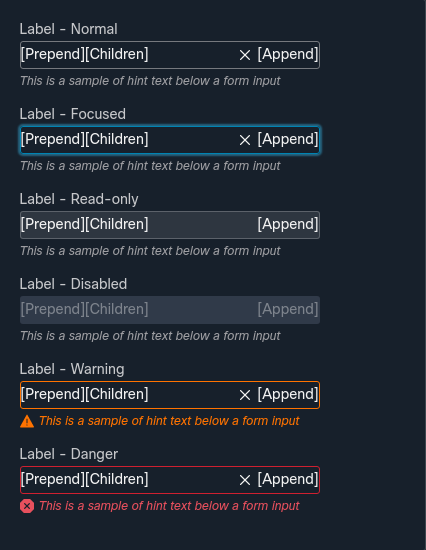 Label - Normal
[Prepend][Children] × [Append]
This is a sample of hint text below a form input
Label - Focused
[Prepend][Children] × [Append]
This is a sample of hint text below a form input
Label - Read-only
[Prepend][Children] [Append]
This is a sample of hint text below a form input
Label - Disabled
[Prepend][Children] [Append]
This is a sample of hint text below a form input
Label - Warning
[Prepend][Children] × [Append]
This is a sample of hint text below a form input
Label - Danger
[Prepend][Children] × [Append]
This is a sample of hint text below a form input